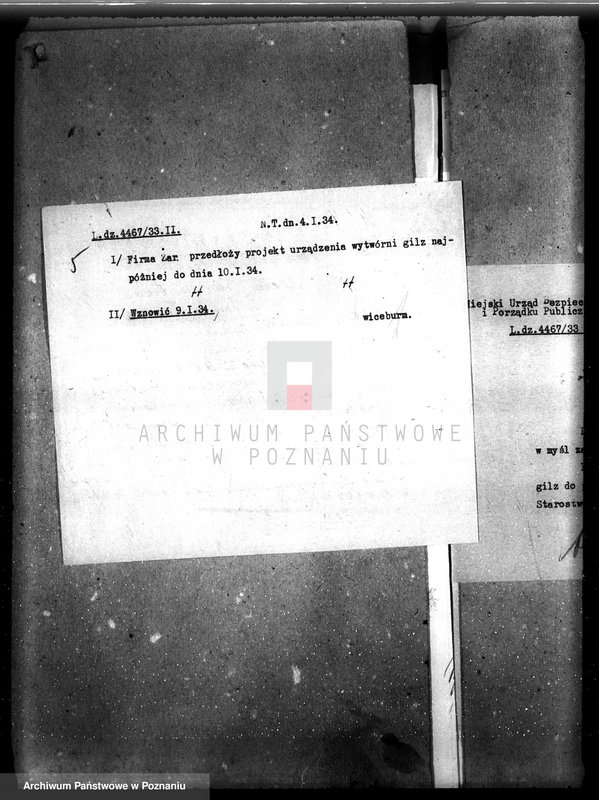 L.dz.4467/33.II. N.T.dn.4.I.34.
I/ Firma Żar przedłoży projekt urządzenia wytwórni gilz naj-
później do dnia 10.I.34.
II/ Wznowić 9.I.34. wiceburm.
Miejski Urząd Bezpiec
i Porządku Publicz
L.dz.4467/33
w myśl
gilz do
Starostw
ARCHIWUM PAŃSTWOWE
W POZNANIU
Archiwum Państwowe w Poznaniu